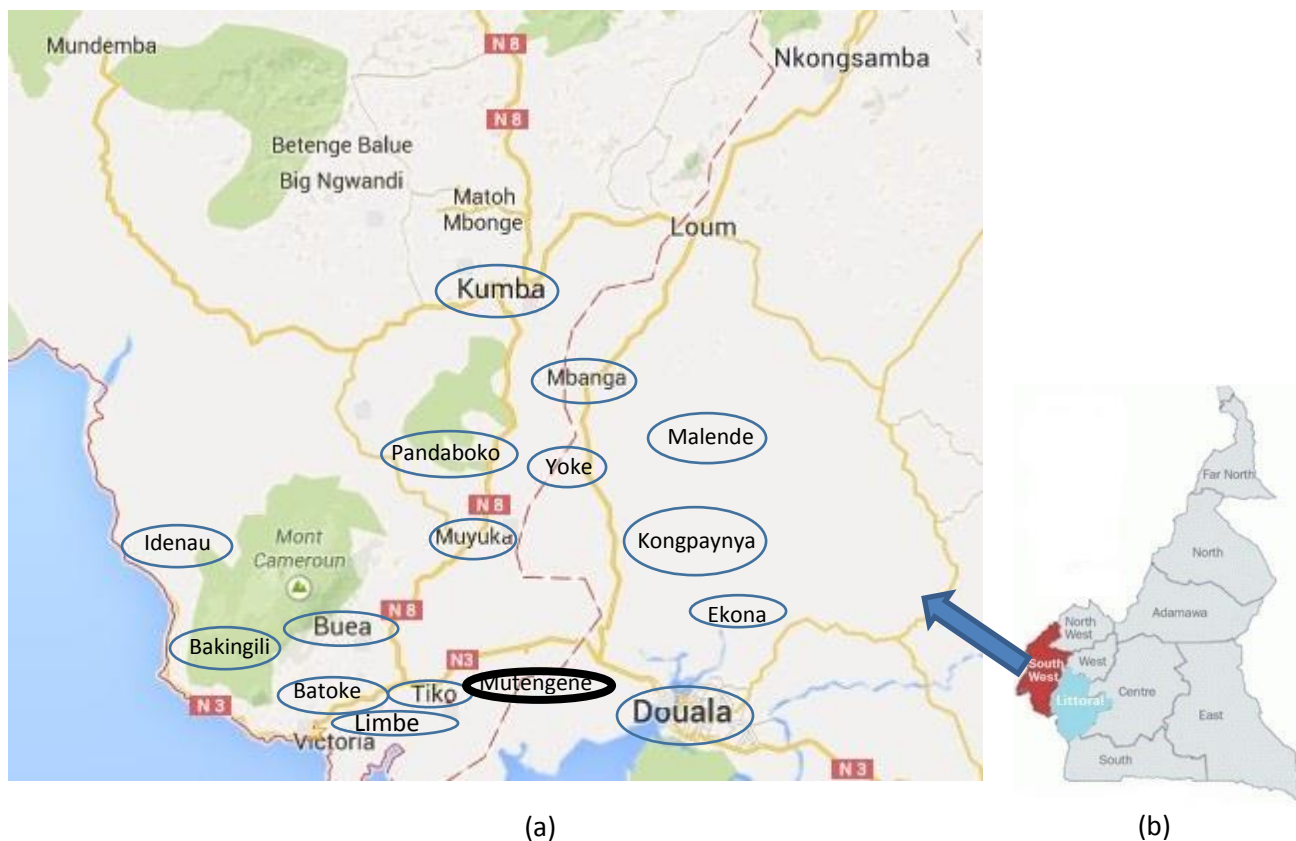 Mundemba
N 8
Nkongsamba
N 8
Betenge Balue
Big Ngwandi
Matoh
Mbonge
Loum
Kumba
Mbanga
Malende
Pandaboko
Yoke
N 8
Idenau
Mont
Cameroun
Muyuka
Kongpaynya
N 8
Ekona
Buea
Bakingili
N3
Batoke
Tiko
Mutengene
N 3
Limbe
Douala
Victoria
N 3
(a)
Far North
North
Adamawa
North
West
South
West
West
Centre
Littoral
East
South
(b)